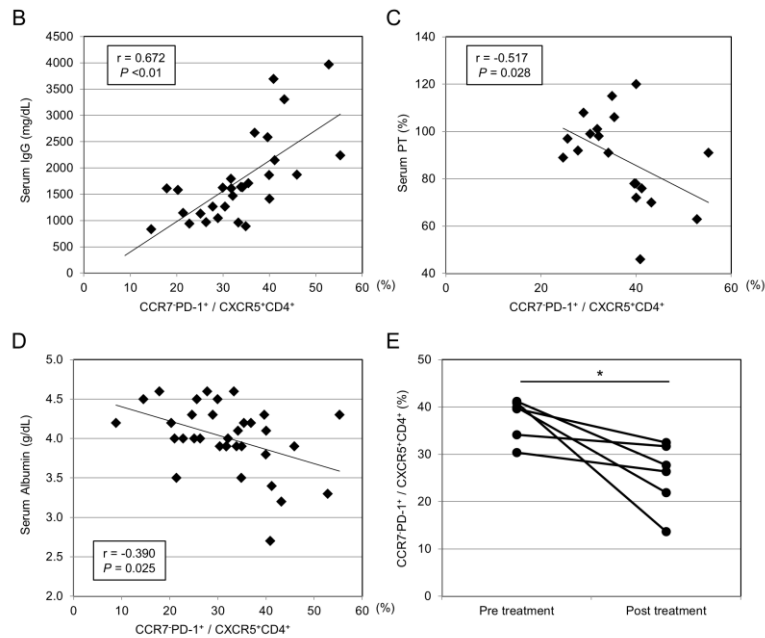 B
r = 0.672
P <0.01
Serum IgG (mg/dL)
4500
4000
3500
3000
2500
2000
1500
1000
500
0
0 10 20 30 40 50 60 (%)
CCR7⁻PD-1⁺ / CXCR5⁺CD4⁺
C
r = -0.517
P = 0.028
Serum PT (%)
140
120
100
80
60
40
0 20 40 60 (%)
CCR7⁻PD-1⁺ / CXCR5⁺CD4⁺
D
r = -0.390
P = 0.025
Serum Albumin (g/dL)
5.0
4.5
4.0
3.5
3.0
2.5
2.0
0 10 20 30 40 50 60 (%)
CCR7⁻PD-1⁺ / CXCR5⁺CD4⁺
E
*
CCR7⁻PD-1⁺ / CXCR5⁺CD4⁺ (%)
50
40
30
20
10
0
Pre treatment Post treatment